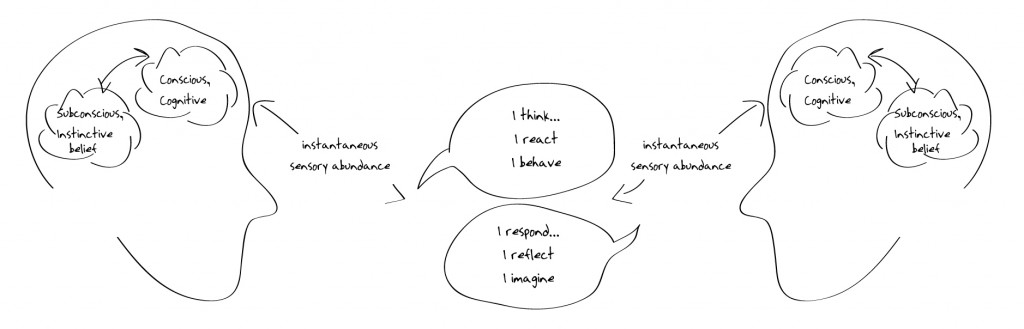 Conscious,
Cognitive
Subconscious,
Instinctive
belief
instantaneous
sensory abundance
I think...
I react
I behave
I respond...
I reflect
I imagine
instantaneous
sensory abundance
Conscious,
Cognitive
Subconscious,
Instinctive
belief